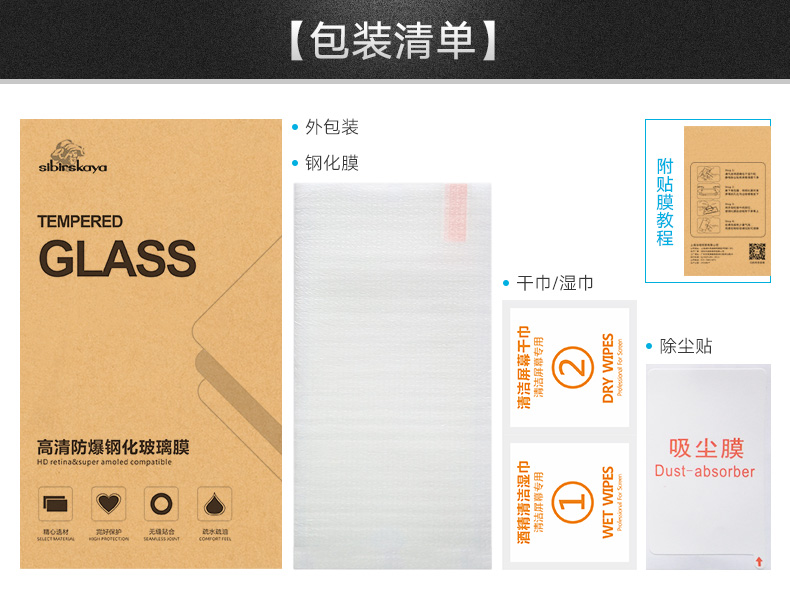 【包装清单】
sibirskaya
TEMPERED
GLASS
高清防爆钢化玻璃膜
HD retina&super amoled compatible
精心选材
SELECT MATERIAL
完好保护
HIGH PROTECTION
无缝贴合
SEAMLESS JOINT
疏水疏油
COMFORT FEEL
• 外包装
• 钢化膜
• 干巾/湿巾
清洁屏幕干巾
清洁屏幕专用
②
DRY WIPES
Professional For Screen
酒精清洁湿巾
清洁屏幕专用
①
WET WIPES
Professional For Screen
附贴膜教程
• 除尘贴
吸尘膜
Dust-absorber